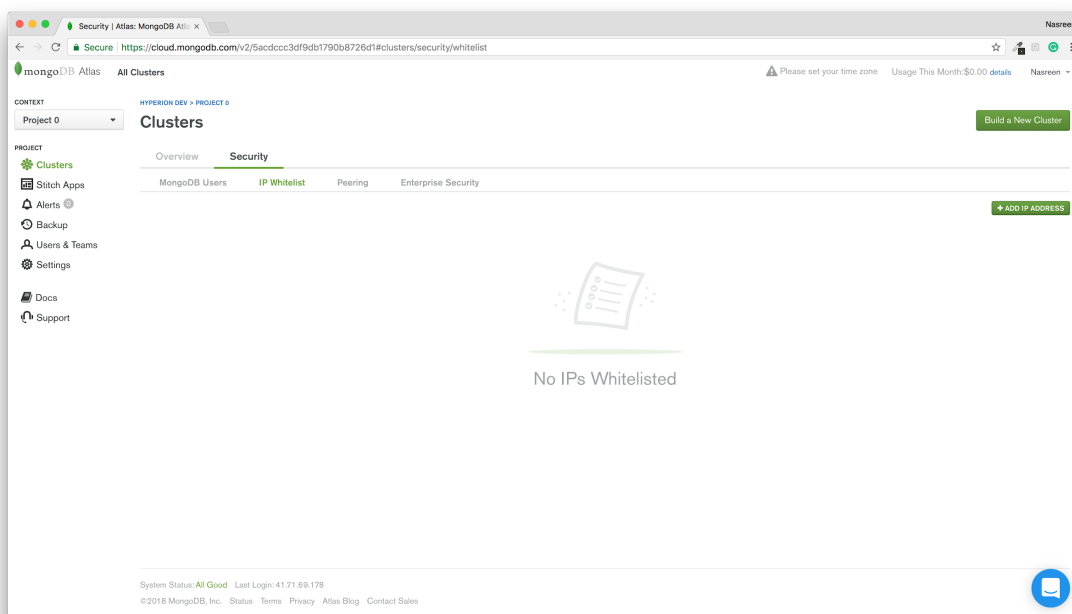 Security | Atlas: MongoDB Atla
Nasreen
Secure | https://cloud.mongodb.com/v2/5acdccc3df9db1790b8726d1#clusters/security/whitelist
mongoDB Atlas All Clusters
Please set your time zone Usage This Month:$0.00 details Nasreen
CONTEXT
Project 0
HYPERION DEV > PROJECT 0
Clusters
Build a New Cluster
PROJECT
Clusters
Stitch Apps
Alerts 0
Backup
Users & Teams
Settings
Docs
Support
Overview Security
MongoDB Users IP Whitelist Peering Enterprise Security
+ ADD IP ADDRESS
No IPs Whitelisted
System Status: All Good Last Login: 41.71.69.178
©2018 MongoDB, Inc. Status Terms Privacy Atlas Blog Contact Sales